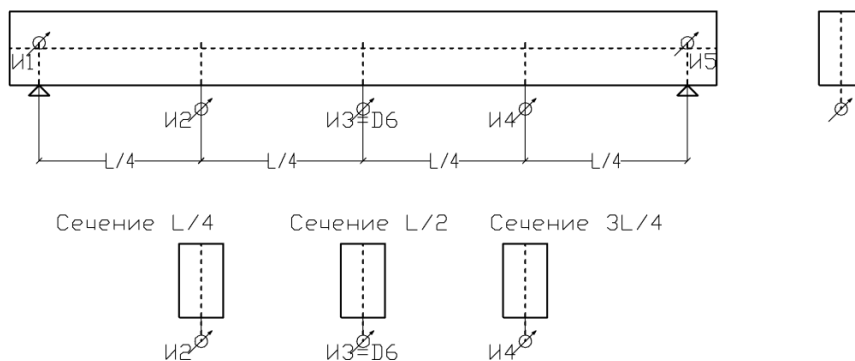 И1 И5
И2 И3=D6 И4
L/4 L/4 L/4 L/4
Сечение L/4 Сечение L/2 Сечение 3L/4
И2 И3=D6 И4